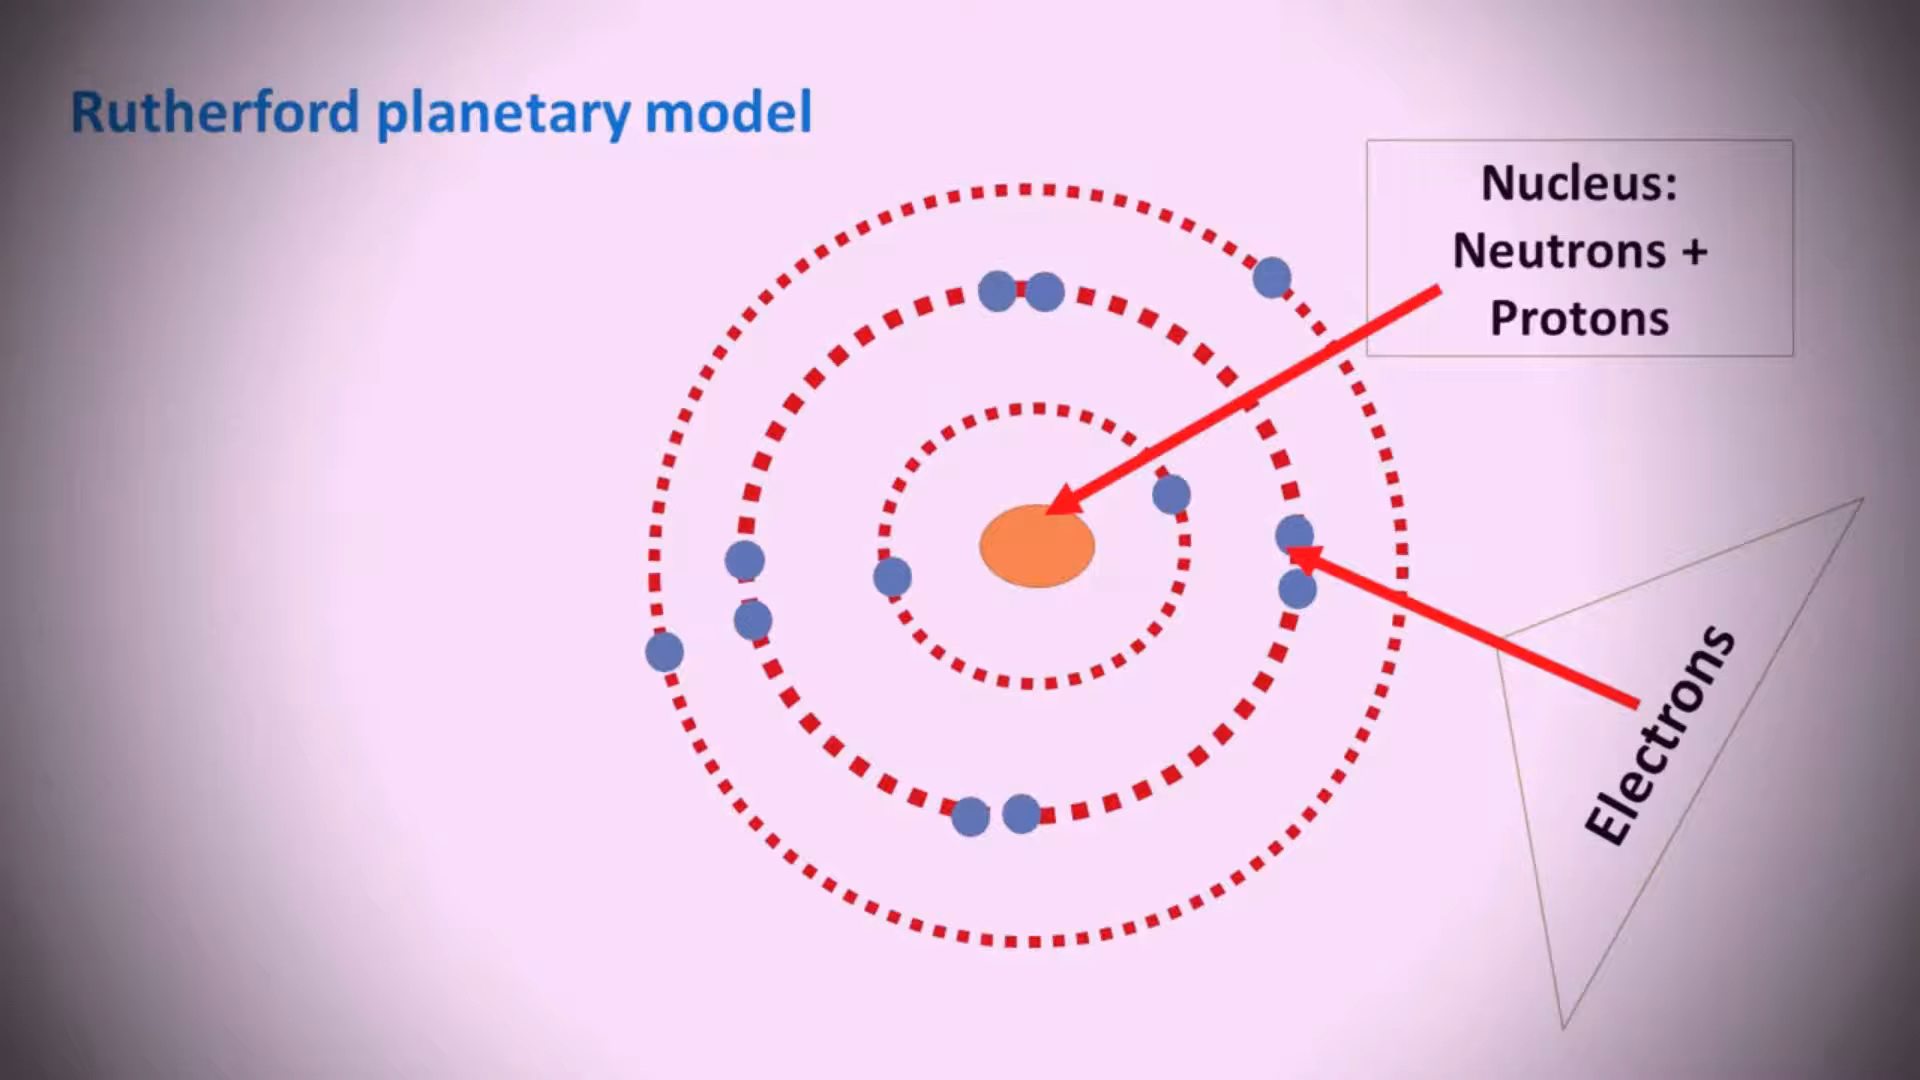 Rutherford planetary model
Nucleus:
Neutrons +
Protons
Electrons